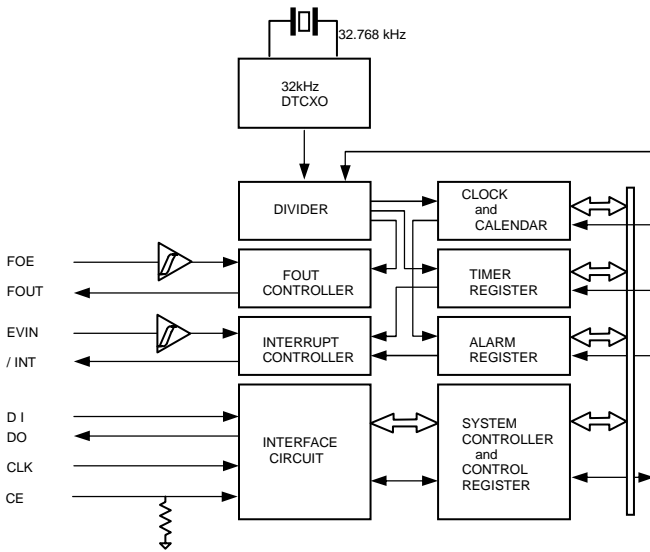 32.768 kHz
32kHz
DTCXO
DIVIDER
CLOCK
and
CALENDAR
FOE
FOUT
FOUT
CONTROLLER
TIMER
REGISTER
EVIN
/ INT
INTERRUPT
CONTROLLER
ALARM
REGISTER
D I
DO
CLK
CE
INTERFACE
CIRCUIT
SYSTEM
CONTROLLER
and
CONTROL
REGISTER